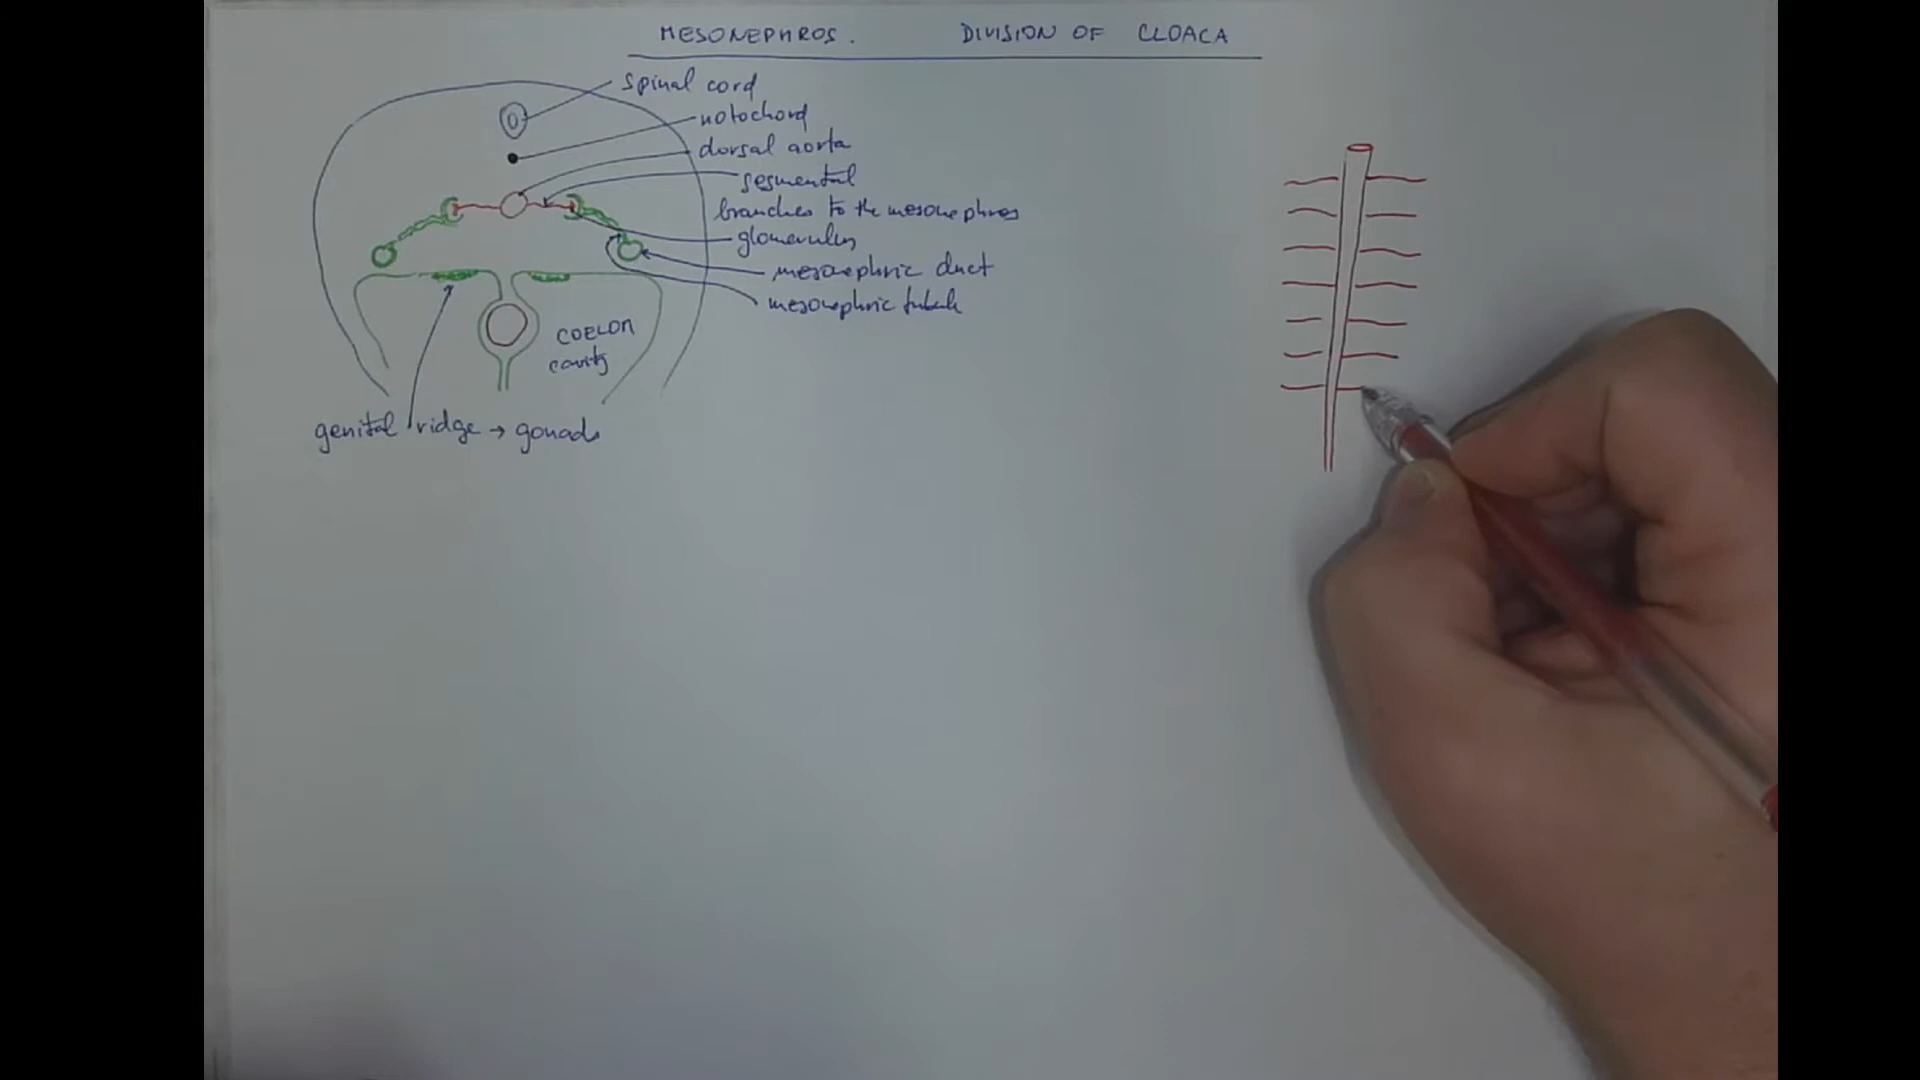 MESONEPHROS. DIVISION OF CLOACA
spinal cord
notochord
dorsal aorta
segmental
branches to the mesonephros
glomerulus
mesonephric duct
mesonephric tubule
COELOM
cavity
genital ridge → gonads